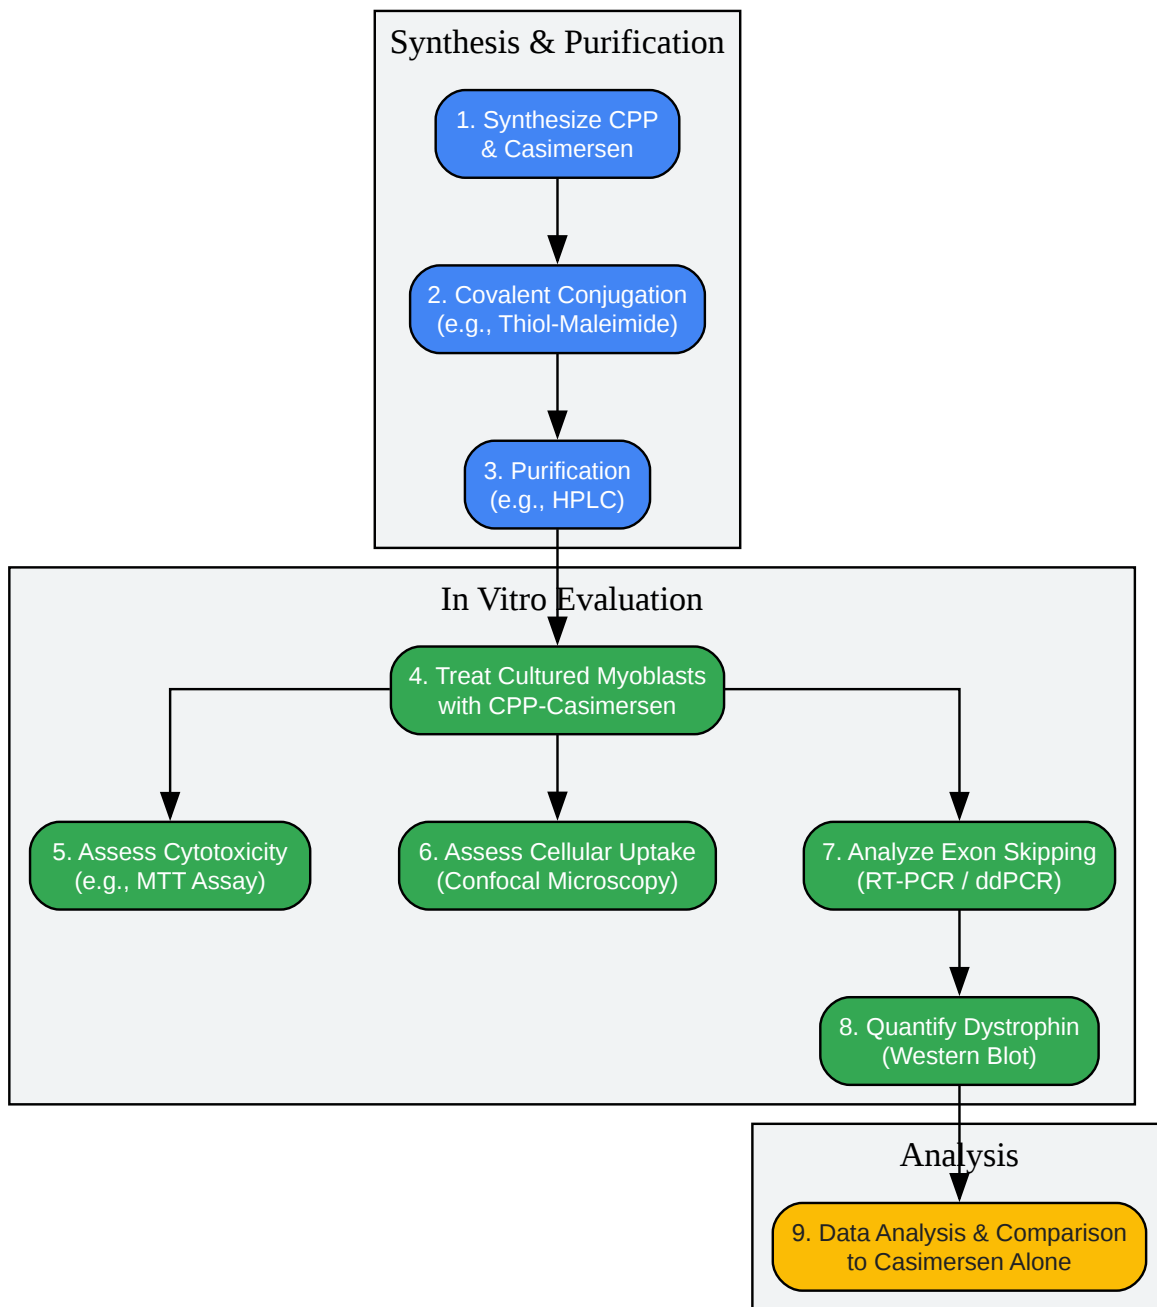 Synthesis & Purification
1. Synthesize CPP
& Casimersen
2. Covalent Conjugation
(e.g., Thiol-Maleimide)
3. Purification
(e.g., HPLC)
In Vitro Evaluation
4. Treat Cultured Myoblasts
with CPP-Casimersen
5. Assess Cytotoxicity
(e.g., MTT Assay)
6. Assess Cellular Uptake
(Confocal Microscopy)
7. Analyze Exon Skipping
(RT-PCR / ddPCR)
8. Quantify Dystrophin
(Western Blot)
Analysis
9. Data Analysis & Comparison
to Casimersen Alone